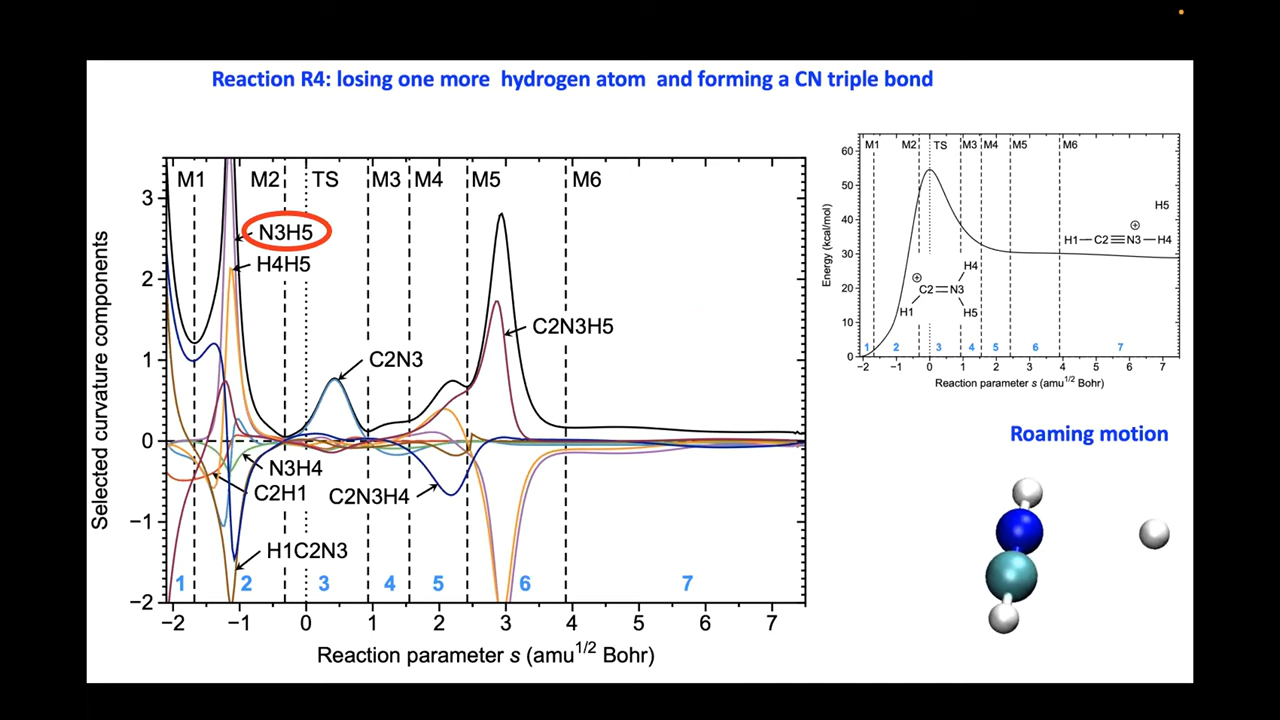 Reaction R4: losing one more hydrogen atom and forming a CN triple bond
Selected curvature components
3
2
1
0
−1
−2
M1
M2
TS
M3
M4
M5
M6
N3H5
H4H5
C2N3
C2N3H5
N3H4
C2H1
C2N3H4
H1C2N3
1
2
3
4
5
6
7
−2
−1
0
1
2
3
4
5
6
7
Reaction parameter s (amu1/2 Bohr)
Energy (kcal/mol)
60
50
40
30
20
10
0
M1
M2
TS
M3
M4
M5
M6
H5
⊕
H1—C2≡N3—H4
H4
⊕
C2=N3
H1
H5
1
2
3
4
5
6
7
−2
−1
0
1
2
3
4
5
6
7
Reaction parameter s (amu1/2 Bohr)
Roaming motion